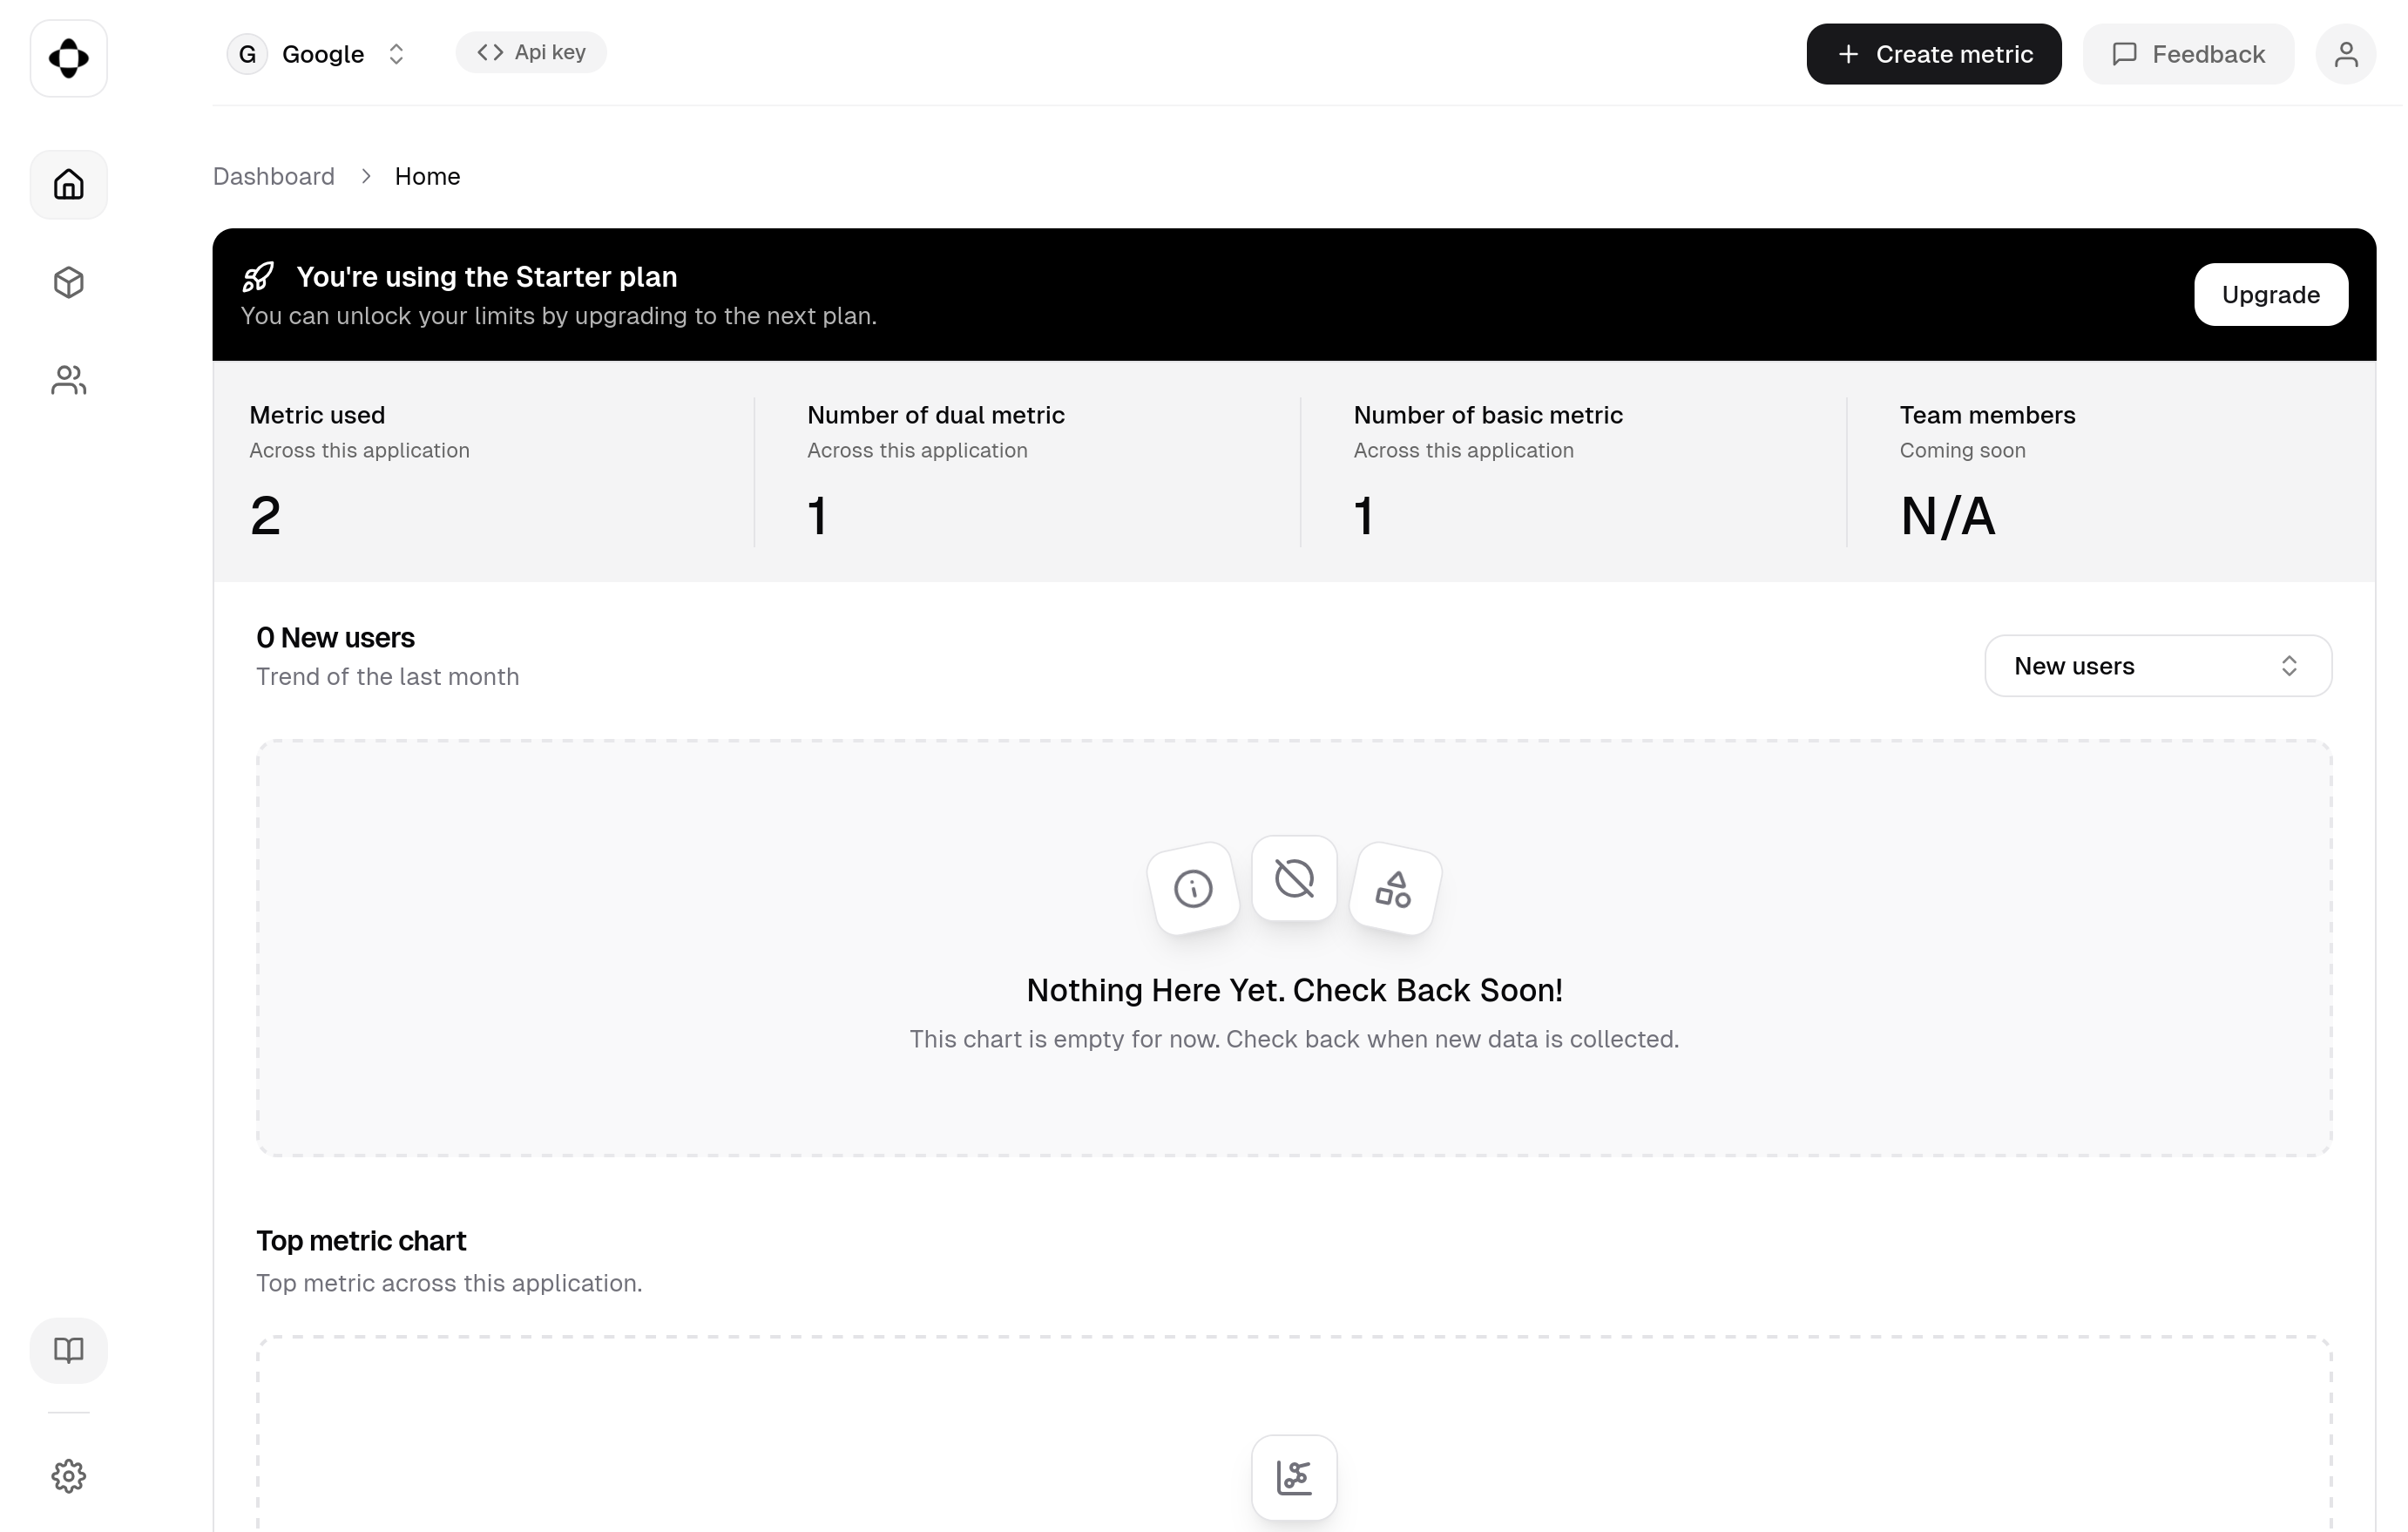 G Google
Api key
Create metric
Feedback
Dashboard
Home
You're using the Starter plan
You can unlock your limits by upgrading to the next plan.
Upgrade
Metric used
Across this application
2
Number of dual metric
Across this application
1
Number of basic metric
Across this application
1
Team members
Coming soon
N/A
0 New users
Trend of the last month
New users
Nothing Here Yet. Check Back Soon!
This chart is empty for now. Check back when new data is collected.
Top metric chart
Top metric across this application.